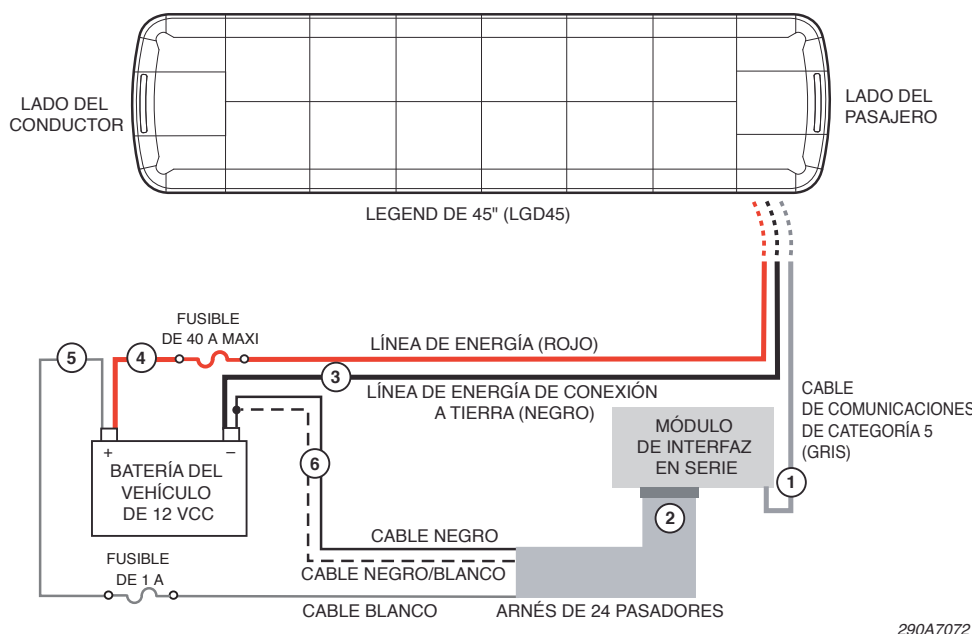 LADO DEL
CONDUCTOR
LADO DEL
PASAJERO
LEGEND DE 45" (LGD45)
FUSIBLE
DE 40 A MAXI
LÍNEA DE ENERGÍA (ROJO)
5
4
3
LÍNEA DE ENERGÍA DE CONEXIÓN
A TIERRA (NEGRO)
CABLE
DE COMUNICACIONES
DE CATEGORÍA 5
(GRIS)
MÓDULO
DE INTERFAZ
EN SERIE
1
+
–
BATERÍA DEL
VEHÍCULO
DE 12 VCC
6
2
CABLE NEGRO
FUSIBLE
DE 1 A
CABLE NEGRO/BLANCO
CABLE BLANCO
ARNÉS DE 24 PASADORES
290A7072